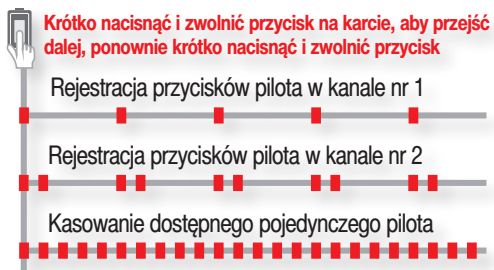 Krótko nacisnąć i zwolnić przycisk na karcie, aby przejść
dalej, ponownie krótko nacisnąć i zwolnić przycisk
Rejestracja przycisków pilota w kanale nr 1
Rejestracja przycisków pilota w kanale nr 2
Kasowanie dostępnego pojedynczego pilota